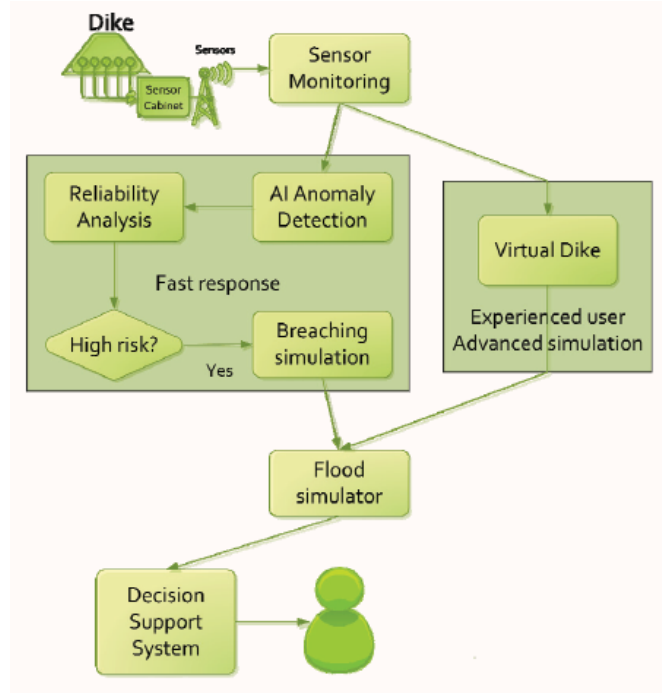 Dike
Sensors
Sensor
Cabinet
Sensor
Monitoring
Reliability
Analysis
AI Anomaly
Detection
Virtual Dike
Fast response
Experienced user
Advanced simulation
High risk?
Yes
Breaching
simulation
Flood
simulator
Decision
Support
System